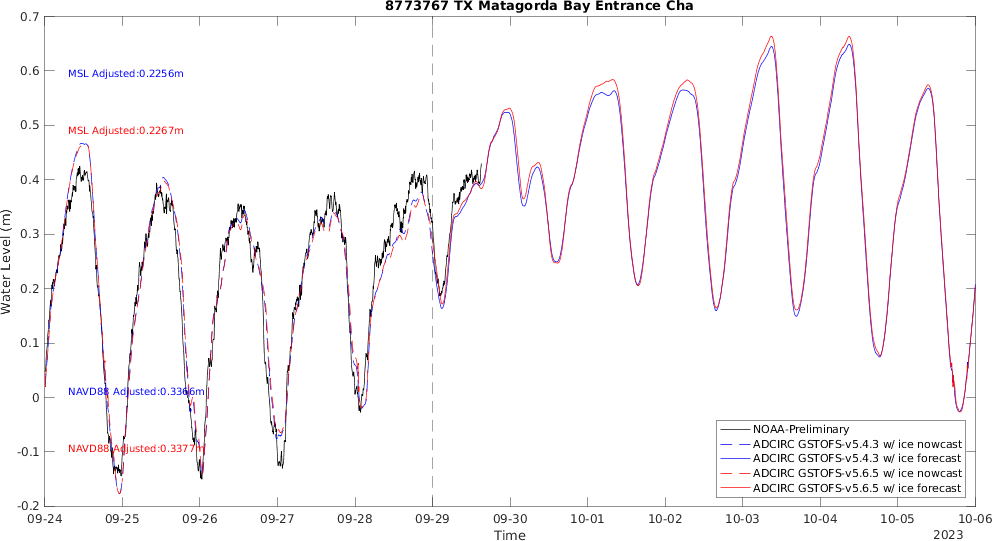 8773767 TX Matagorda Bay Entrance Cha
0.7
0.6
0.5
0.4
0.3
0.2
0.1
0
-0.1
-0.2
Water Level (m)
MSL Adjusted:0.2256m
MSL Adjusted:0.2267m
NAVD88 Adjusted:0.3366m
NAVD88 Adjusted:0.3377m
NOAA-Preliminary
ADCIRC GSTOFS-v5.4.3 w/ ice nowcast
ADCIRC GSTOFS-v5.4.3 w/ ice forecast
ADCIRC GSTOFS-v5.6.5 w/ ice nowcast
ADCIRC GSTOFS-v5.6.5 w/ ice forecast
09-24 09-25 09-26 09-27 09-28 09-29 09-30 10-01 10-02 10-03 10-04 10-05 10-06
Time
2023